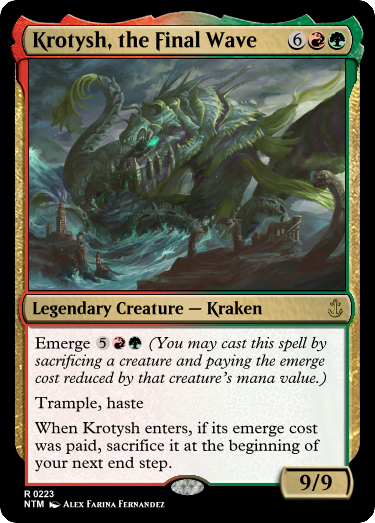 Krotysh, the Final Wave 6
Legendary Creature — Kraken
Emerge 5 (You may cast this spell by
sacrificing a creature and paying the emerge
cost reduced by that creature's mana value.)
Trample, haste
When Krotysh enters, if its emerge cost
was paid, sacrifice it at the beginning of
your next end step.
9/9
R 0223
NTM Alex Farina Fernandez